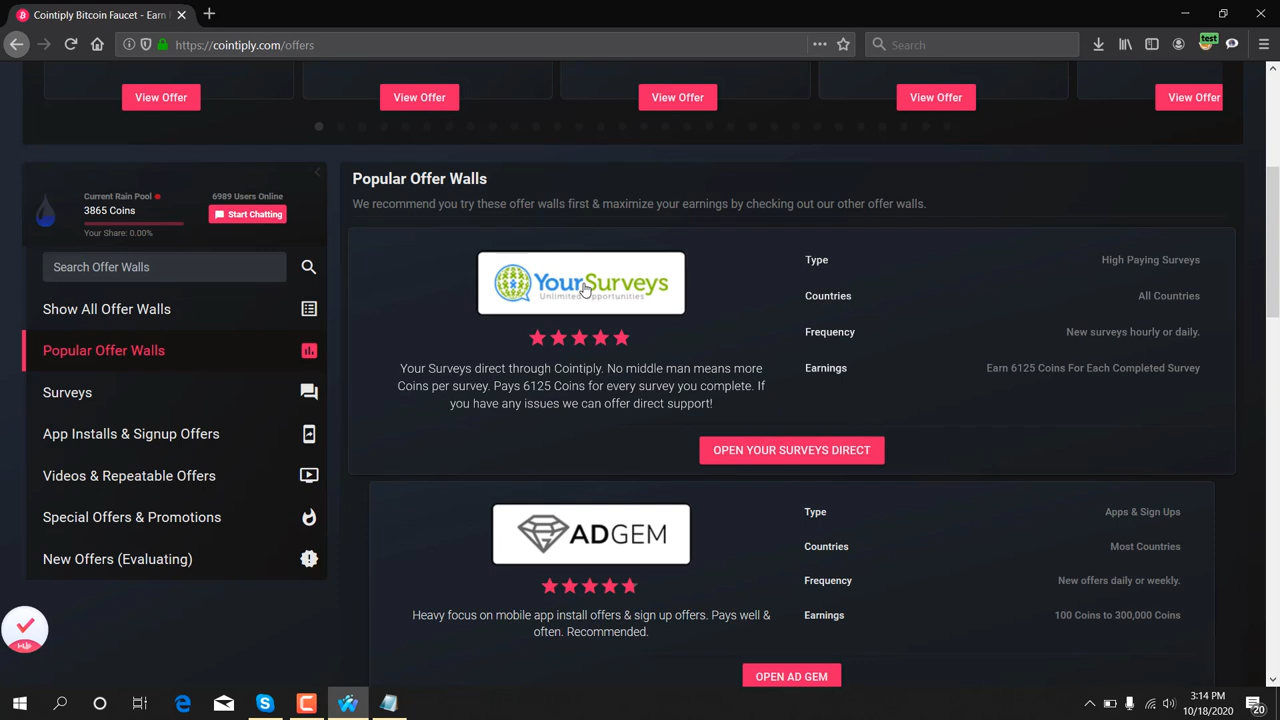 Cointiply Bitcoin Faucet - Earn
https://cointiply.com/offers
Search
test
View Offer
View Offer
View Offer
View Offer
View Offer
Current Rain Pool
3865 Coins
Your Share: 0.00%
6989 Users Online
Start Chatting
Search Offer Walls
Show All Offer Walls
Popular Offer Walls
Surveys
App Installs & Signup Offers
Videos & Repeatable Offers
Special Offers & Promotions
New Offers (Evaluating)
Help
Popular Offer Walls
We recommend you try these offer walls first & maximize your earnings by checking out our other offer walls.
YourSurveys
Unlimited Opportunities
Your Surveys direct through Cointiply. No middle man means more
Coins per survey. Pays 6125 Coins for every survey you complete. If
you have any issues we can offer direct support!
Type High Paying Surveys
Countries All Countries
Frequency New surveys hourly or daily.
Earnings Earn 6125 Coins For Each Completed Survey
OPEN YOUR SURVEYS DIRECT
ADGEM
Heavy focus on mobile app install offers & sign up offers. Pays well &
often. Recommended.
Type Apps & Sign Ups
Countries Most Countries
Frequency New offers daily or weekly.
Earnings 100 Coins to 300,000 Coins
OPEN AD GEM
3:14 PM
10/18/2020
20